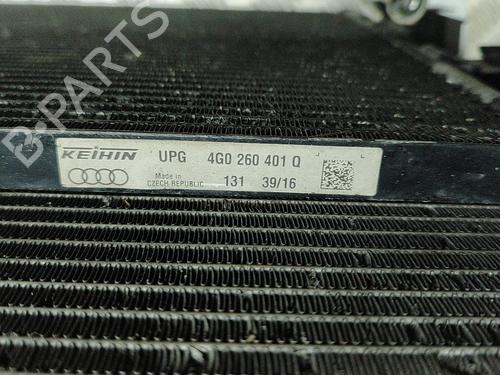 B-PARTS
KEIHIN UPG 4G0 260 401 Q
Made in
CZECH REPUBLIC 131 39/16